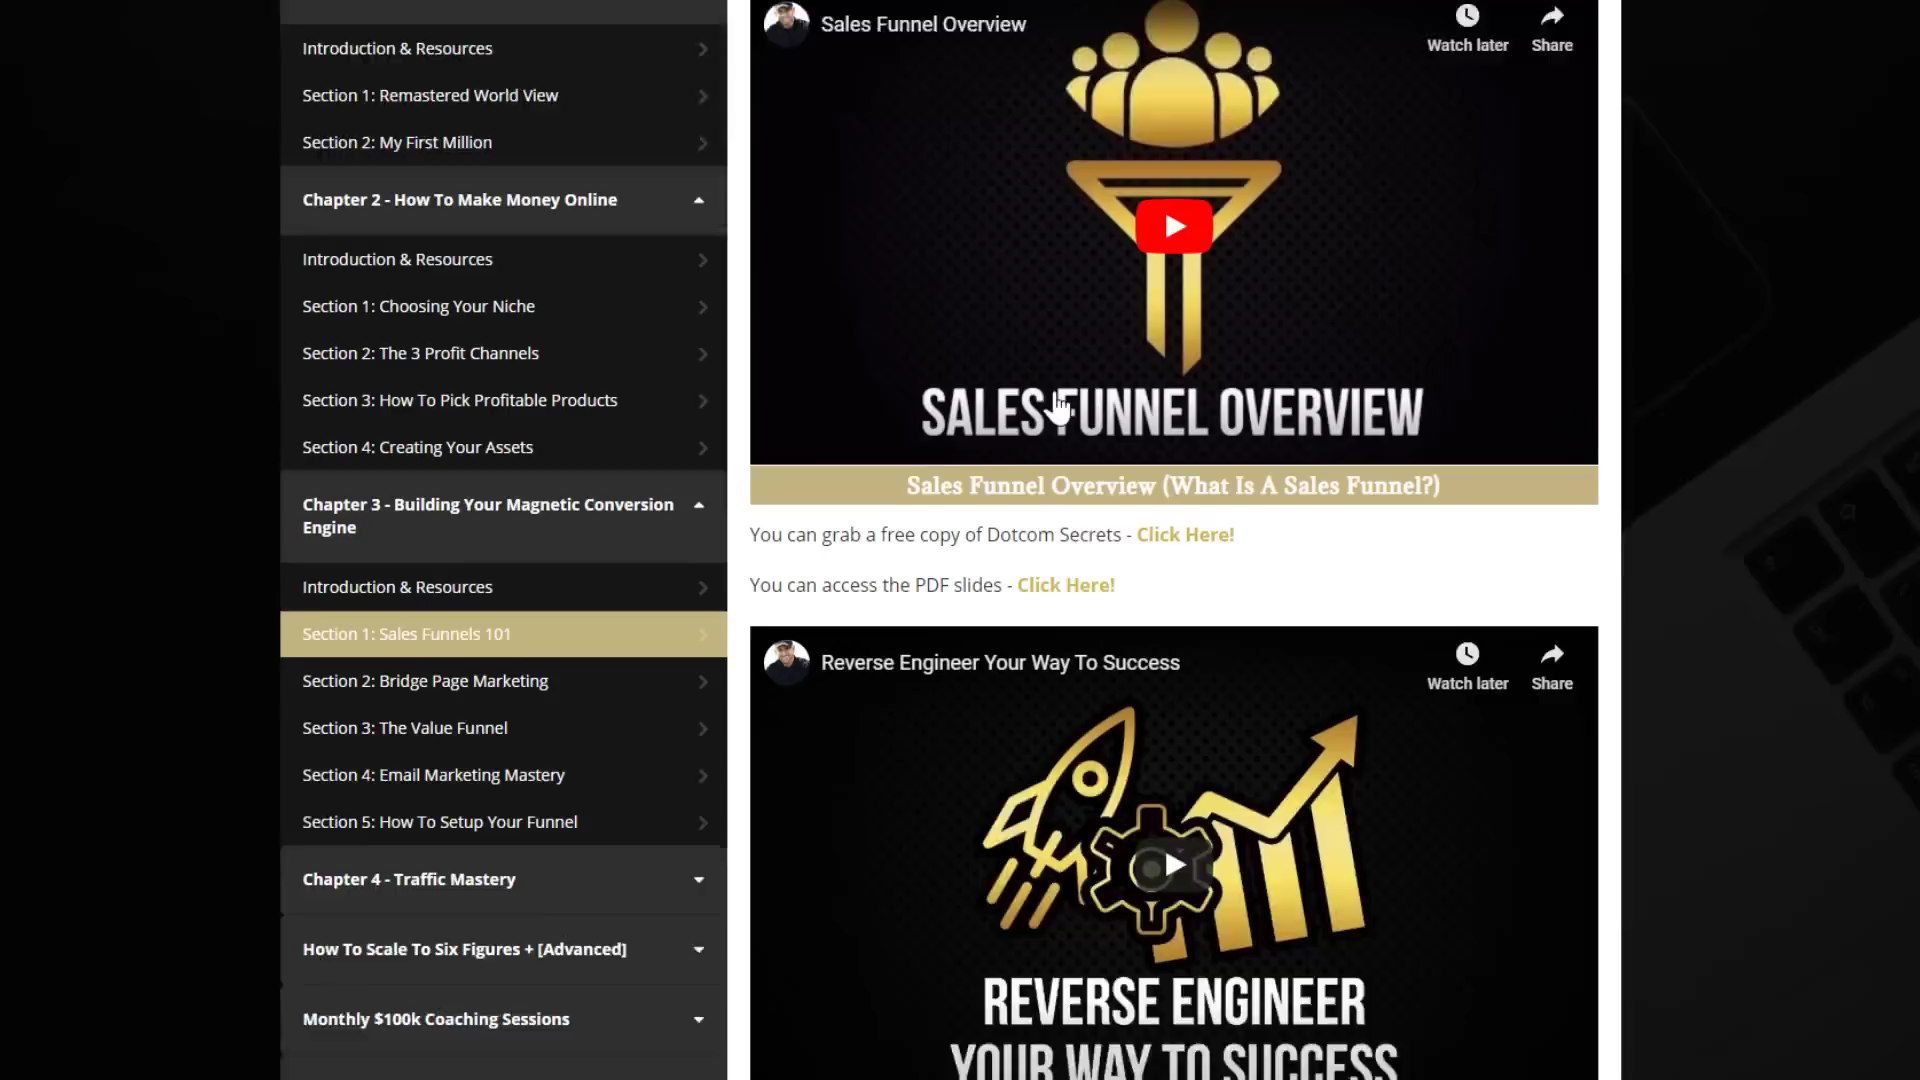 Introduction & Resources
Section 1: Remastered World View
Section 2: My First Million
Chapter 2 - How To Make Money Online
Introduction & Resources
Section 1: Choosing Your Niche
Section 2: The 3 Profit Channels
Section 3: How To Pick Profitable Products
Section 4: Creating Your Assets
Chapter 3 - Building Your Magnetic Conversion
Engine
Introduction & Resources
Section 1: Sales Funnels 101
Section 2: Bridge Page Marketing
Section 3: The Value Funnel
Section 4: Email Marketing Mastery
Section 5: How To Setup Your Funnel
Chapter 4 - Traffic Mastery
How To Scale To Six Figures + [Advanced]
Monthly $100k Coaching Sessions
Sales Funnel Overview
Watch later
Share
SALES FUNNEL OVERVIEW
Sales Funnel Overview (What Is A Sales Funnel?)
You can grab a free copy of Dotcom Secrets - Click Here!
You can access the PDF slides - Click Here!
Reverse Engineer Your Way To Success
Watch later
Share
REVERSE ENGINEER
YOUR WAY TO SUCCESS